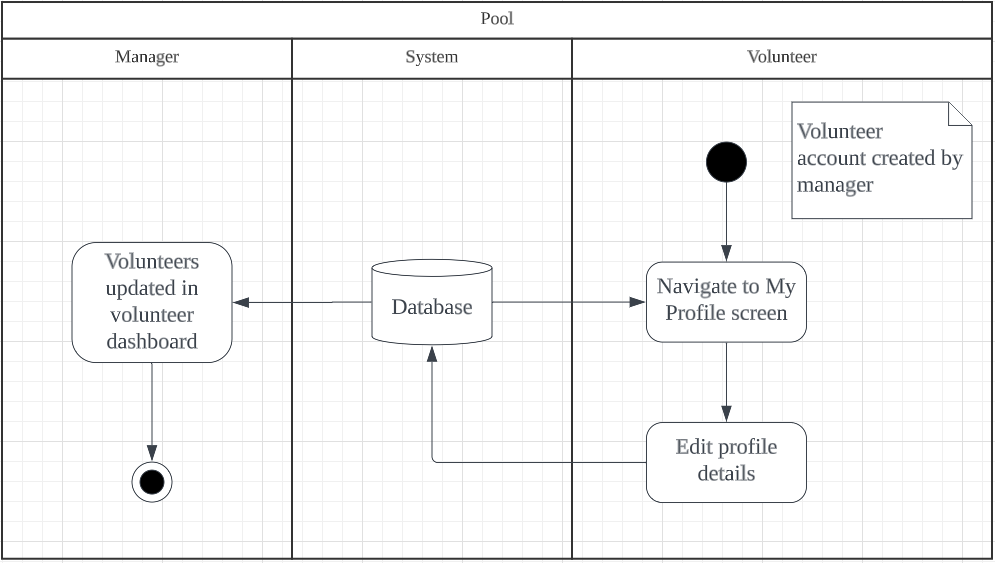 Pool
Manager
System
Volunteer
Volunteer
account created by
manager
Volunteers
updated in
volunteer
dashboard
Database
Navigate to My
Profile screen
Edit profile
details